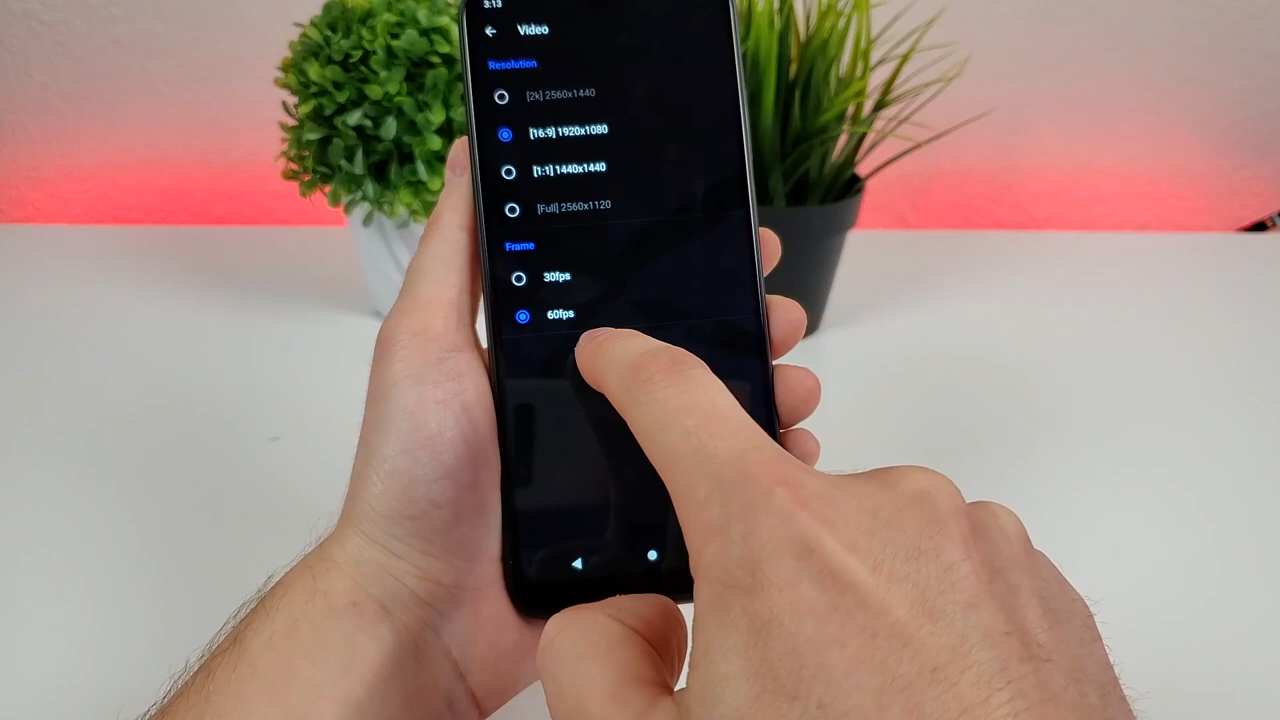 3:13
Video
Resolution
[2k] 2560x1440
[16:9] 1920x1080
[1:1] 1440x1440
[Full] 2560x1120
Frame
30fps
60fps